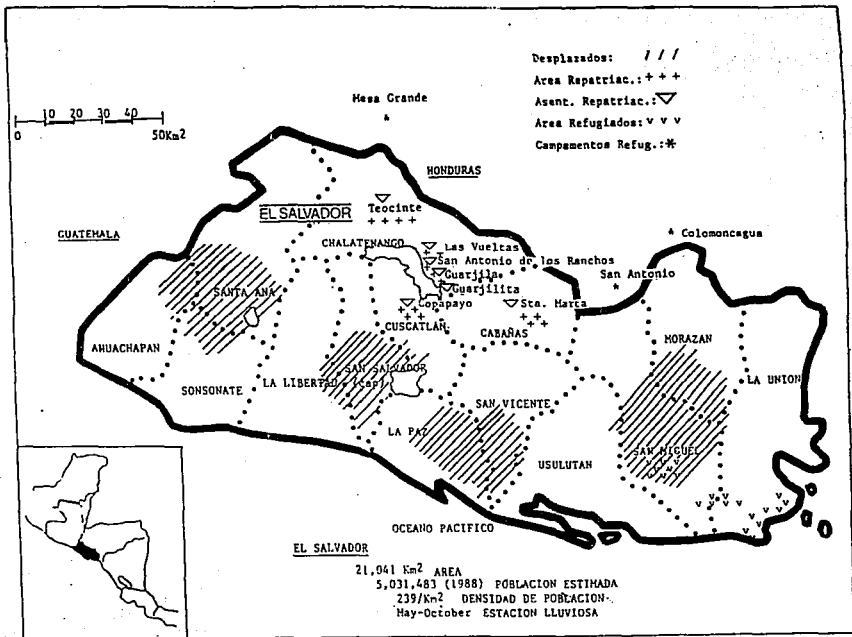 Desplazados: / / /
Area Repatriac.: + + +
Asent. Repatriac.: ▽
Area Refugiados: v v v
Campamentos Refug.: *
0 10 20 30 40 50Km2
Mesa Grande
HONDURAS
EL SALVADOR
Teocinte
GUATEMALA
CHALATENANGO
Colomoncagua
Las Vueltas
San Antonio de los Ranchos
Guarjila
Guarjilita
San Antonio
SANTA ANA
Copapayo
Sta. Marta
CUSCATLAN
CABAÑAS
AHUACHAPAN
MORAZAN
SAN SALVADOR
(cap)
LA UNION
SONSONATE
LA LIBERTAD
SAN VICENTE
LA PAZ
SAN MIGUEL
USULUTAN
OCEANO PACIFICO
EL SALVADOR
21,041 Km2 AREA
5,031,483 (1988) POBLACION ESTIMADA
239/Km2 DENSIDAD DE POBLACION
May-October ESTACION LLUVIOSA